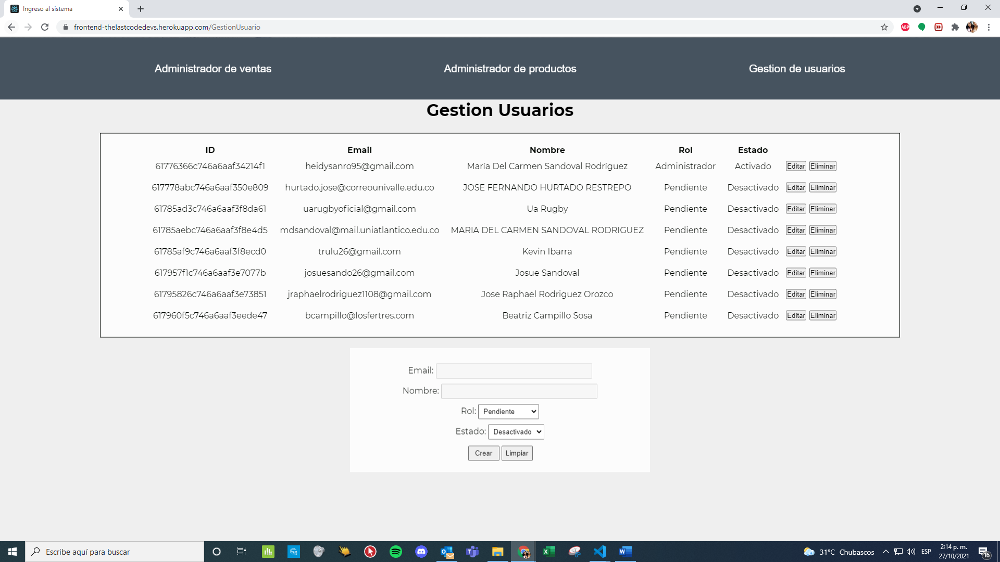 Ingreso al sistema
frontend-thelastcodedevs.herokuapp.com/GestionUsuario
ABP
Administrador de ventas Administrador de productos Gestion de usuarios
Gestion Usuarios
ID Email Nombre Rol Estado
61776366c746a6aaf34214f1 heidysanro95@gmail.com María Del Carmen Sandoval Rodríguez Administrador Activado Editar Eliminar
617778abc746a6aaf350e809 hurtado.jose@correounivalle.edu.co JOSE FERNANDO HURTADO RESTREPO Pendiente Desactivado Editar Eliminar
61785ad3c746a6aaf3f8da61 uarugbyoficial@gmail.com Ua Rugby Pendiente Desactivado Editar Eliminar
61785aebc746a6aaf3f8e4d5 mdsandoval@mail.uniatlantico.edu.co MARIA DEL CARMEN SANDOVAL RODRIGUEZ Pendiente Desactivado Editar Eliminar
61785af9c746a6aaf3f8ecd0 trulu26@gmail.com Kevin Ibarra Pendiente Desactivado Editar Eliminar
617957f1c746a6aaf3e7077b josuesando26@gmail.com Josue Sandoval Pendiente Desactivado Editar Eliminar
61795826c746a6aaf3e73851 jraphaelrodriguez1108@gmail.com Jose Raphael Rodriguez Orozco Pendiente Desactivado Editar Eliminar
617960f5c746a6aaf3eede47 bcampillo@losfertres.com Beatriz Campillo Sosa Pendiente Desactivado Editar Eliminar
Email:
Nombre:
Rol: Pendiente
Estado: Desactivado
Crear Limpiar
Escribe aquí para buscar
31°C Chubascos
ESP
2:14 p. m.
27/10/2021
16